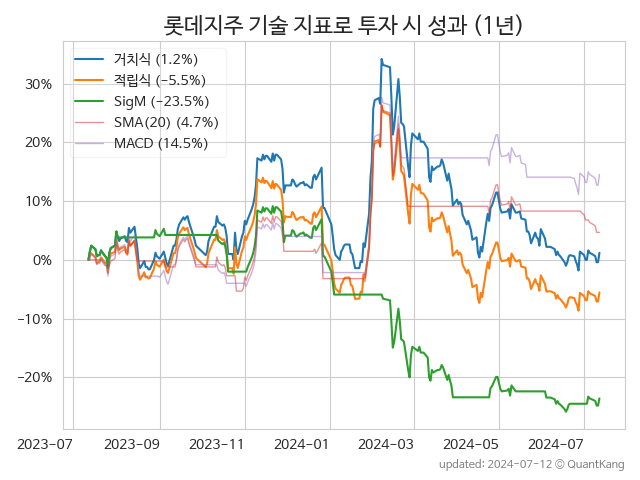 롯데지주 기술 지표로 투자 시 성과 (1년)
거치식 (1.2%)
적립식 (−5.5%)
SigM (−23.5%)
SMA(20) (4.7%)
MACD (14.5%)
30%
20%
10%
0%
−10%
−20%
2023-07 2023-09 2023-11 2024-01 2024-03 2024-05 2024-07
updated: 2024-07-12 © QuantKang